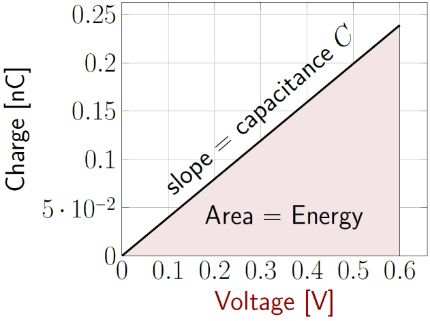 0.25
0.2
0.15
0.1
5 · 10⁻²
0
Charge [nC]
slope = capacitance C
Area = Energy
0 0.1 0.2 0.3 0.4 0.5 0.6
Voltage [V]